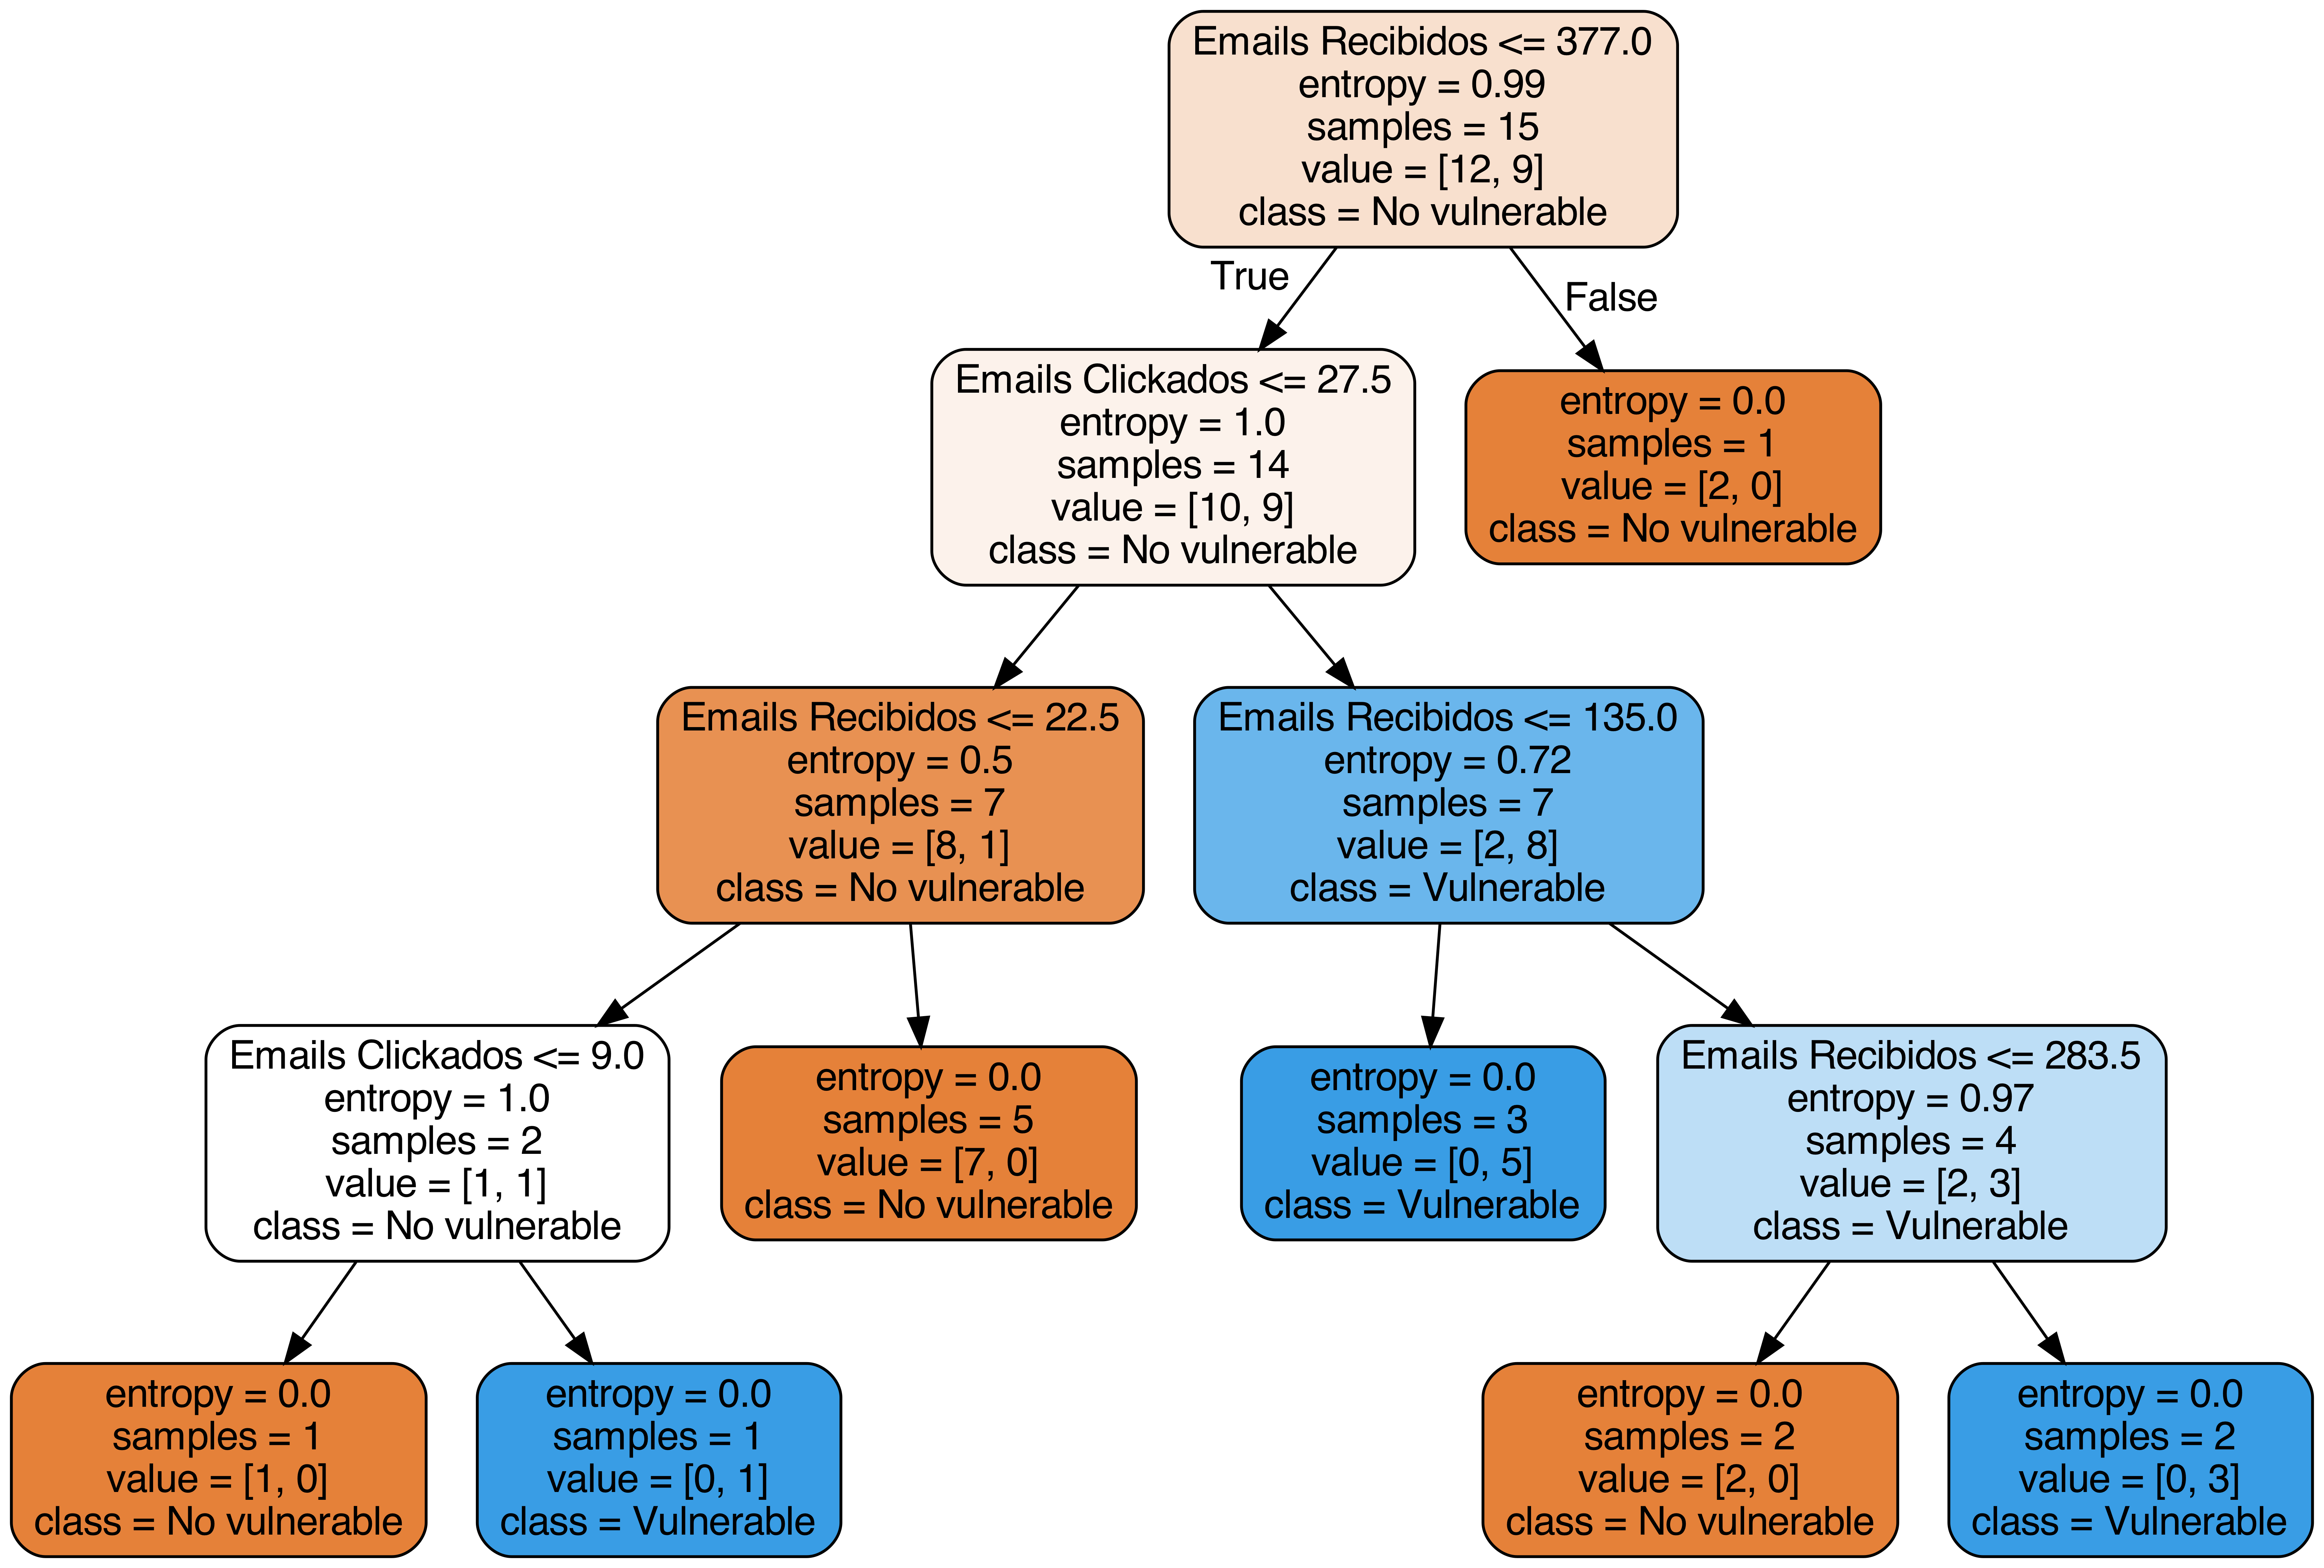 Emails Recibidos <= 377.0
entropy = 0.99
samples = 15
value = [12, 9]
class = No vulnerable
True
False
Emails Clickados <= 27.5
entropy = 1.0
samples = 14
value = [10, 9]
class = No vulnerable
entropy = 0.0
samples = 1
value = [2, 0]
class = No vulnerable
Emails Recibidos <= 22.5
entropy = 0.5
samples = 7
value = [8, 1]
class = No vulnerable
Emails Recibidos <= 135.0
entropy = 0.72
samples = 7
value = [2, 8]
class = Vulnerable
Emails Clickados <= 9.0
entropy = 1.0
samples = 2
value = [1, 1]
class = No vulnerable
entropy = 0.0
samples = 5
value = [7, 0]
class = No vulnerable
entropy = 0.0
samples = 3
value = [0, 5]
class = Vulnerable
Emails Recibidos <= 283.5
entropy = 0.97
samples = 4
value = [2, 3]
class = Vulnerable
entropy = 0.0
samples = 1
value = [1, 0]
class = No vulnerable
entropy = 0.0
samples = 1
value = [0, 1]
class = Vulnerable
entropy = 0.0
samples = 2
value = [2, 0]
class = No vulnerable
entropy = 0.0
samples = 2
value = [0, 3]
class = Vulnerable